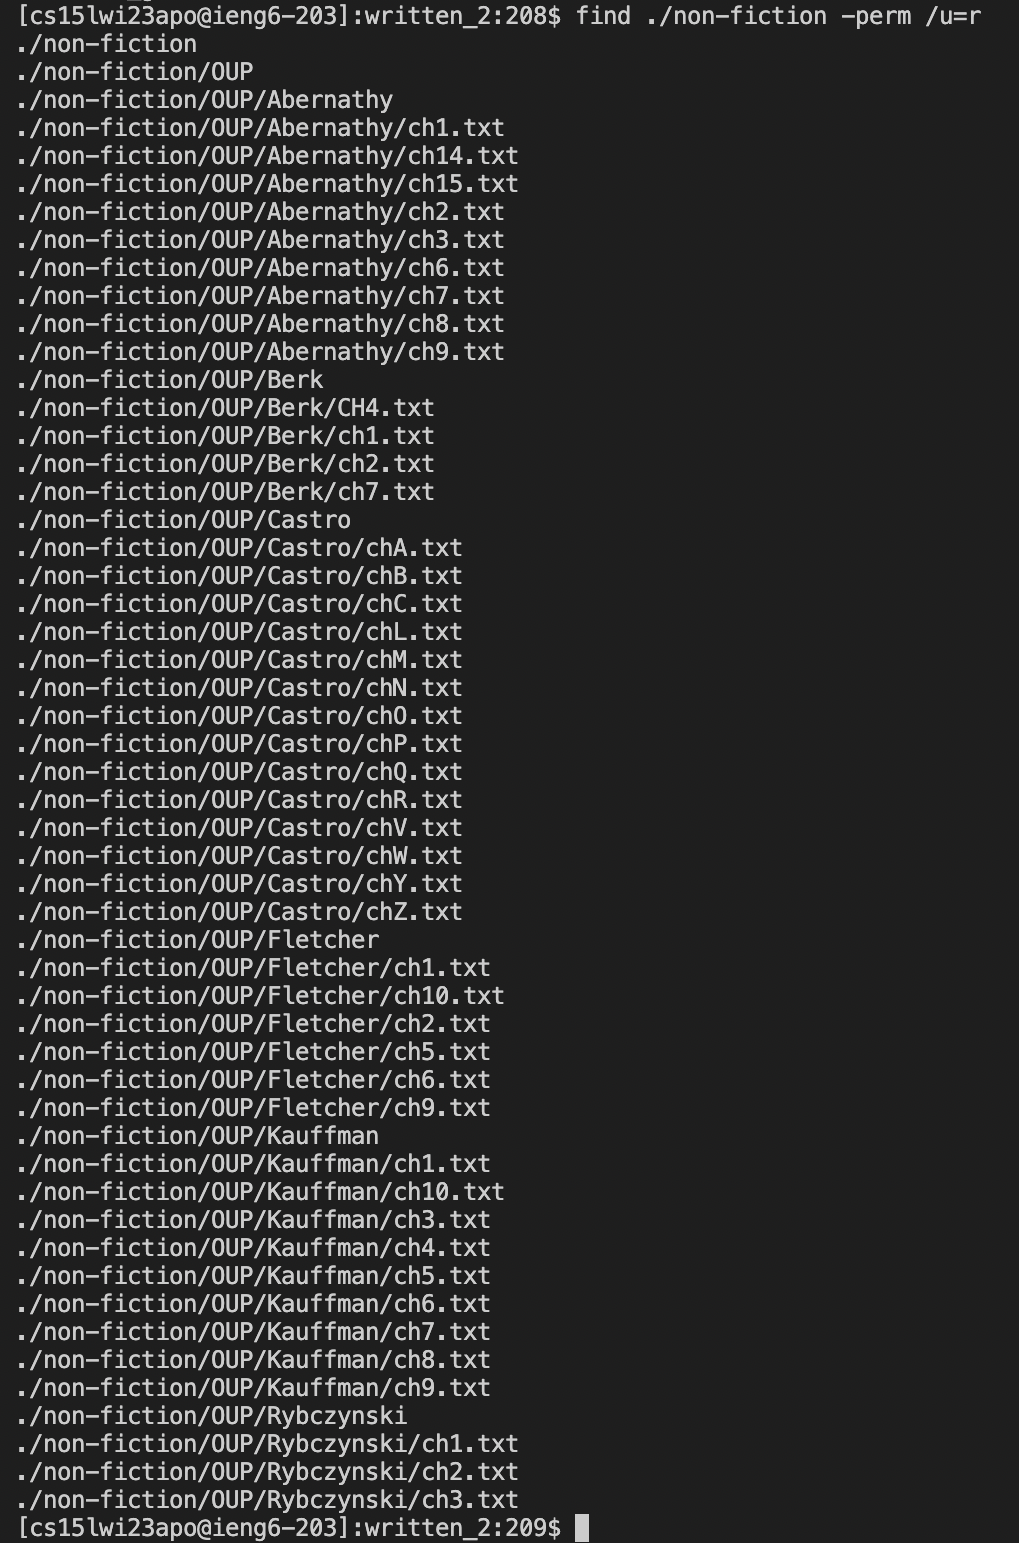 [cs15lwi23apo@ieng6-203]:written_2:208$ find ./non-fiction -perm /u=r
./non-fiction
./non-fiction/OUP
./non-fiction/OUP/Abernathy
./non-fiction/OUP/Abernathy/ch1.txt
./non-fiction/OUP/Abernathy/ch14.txt
./non-fiction/OUP/Abernathy/ch15.txt
./non-fiction/OUP/Abernathy/ch2.txt
./non-fiction/OUP/Abernathy/ch3.txt
./non-fiction/OUP/Abernathy/ch6.txt
./non-fiction/OUP/Abernathy/ch7.txt
./non-fiction/OUP/Abernathy/ch8.txt
./non-fiction/OUP/Abernathy/ch9.txt
./non-fiction/OUP/Berk
./non-fiction/OUP/Berk/CH4.txt
./non-fiction/OUP/Berk/ch1.txt
./non-fiction/OUP/Berk/ch2.txt
./non-fiction/OUP/Berk/ch7.txt
./non-fiction/OUP/Castro
./non-fiction/OUP/Castro/chA.txt
./non-fiction/OUP/Castro/chB.txt
./non-fiction/OUP/Castro/chC.txt
./non-fiction/OUP/Castro/chL.txt
./non-fiction/OUP/Castro/chM.txt
./non-fiction/OUP/Castro/chN.txt
./non-fiction/OUP/Castro/chO.txt
./non-fiction/OUP/Castro/chP.txt
./non-fiction/OUP/Castro/chQ.txt
./non-fiction/OUP/Castro/chR.txt
./non-fiction/OUP/Castro/chV.txt
./non-fiction/OUP/Castro/chW.txt
./non-fiction/OUP/Castro/chY.txt
./non-fiction/OUP/Castro/chZ.txt
./non-fiction/OUP/Fletcher
./non-fiction/OUP/Fletcher/ch1.txt
./non-fiction/OUP/Fletcher/ch10.txt
./non-fiction/OUP/Fletcher/ch2.txt
./non-fiction/OUP/Fletcher/ch5.txt
./non-fiction/OUP/Fletcher/ch6.txt
./non-fiction/OUP/Fletcher/ch9.txt
./non-fiction/OUP/Kauffman
./non-fiction/OUP/Kauffman/ch1.txt
./non-fiction/OUP/Kauffman/ch10.txt
./non-fiction/OUP/Kauffman/ch3.txt
./non-fiction/OUP/Kauffman/ch4.txt
./non-fiction/OUP/Kauffman/ch5.txt
./non-fiction/OUP/Kauffman/ch6.txt
./non-fiction/OUP/Kauffman/ch7.txt
./non-fiction/OUP/Kauffman/ch8.txt
./non-fiction/OUP/Kauffman/ch9.txt
./non-fiction/OUP/Rybczynski
./non-fiction/OUP/Rybczynski/ch1.txt
./non-fiction/OUP/Rybczynski/ch2.txt
./non-fiction/OUP/Rybczynski/ch3.txt
[cs15lwi23apo@ieng6-203]:written_2:209$